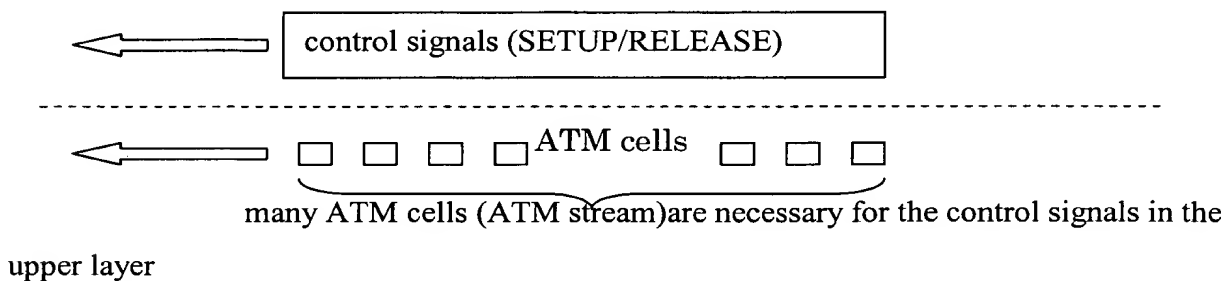 control signals (SETUP/RELEASE)
ATM cells
many ATM cells (ATM stream)are necessary for the control signals in the
upper layer